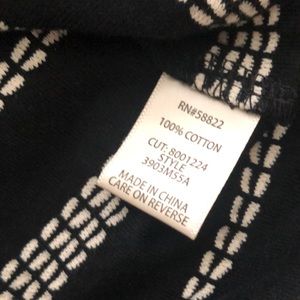 RN#58822
100% COTTON
CUT: 8001224
STYLE
3903M55A
MADE IN CHINA
CARE ON REVERSE